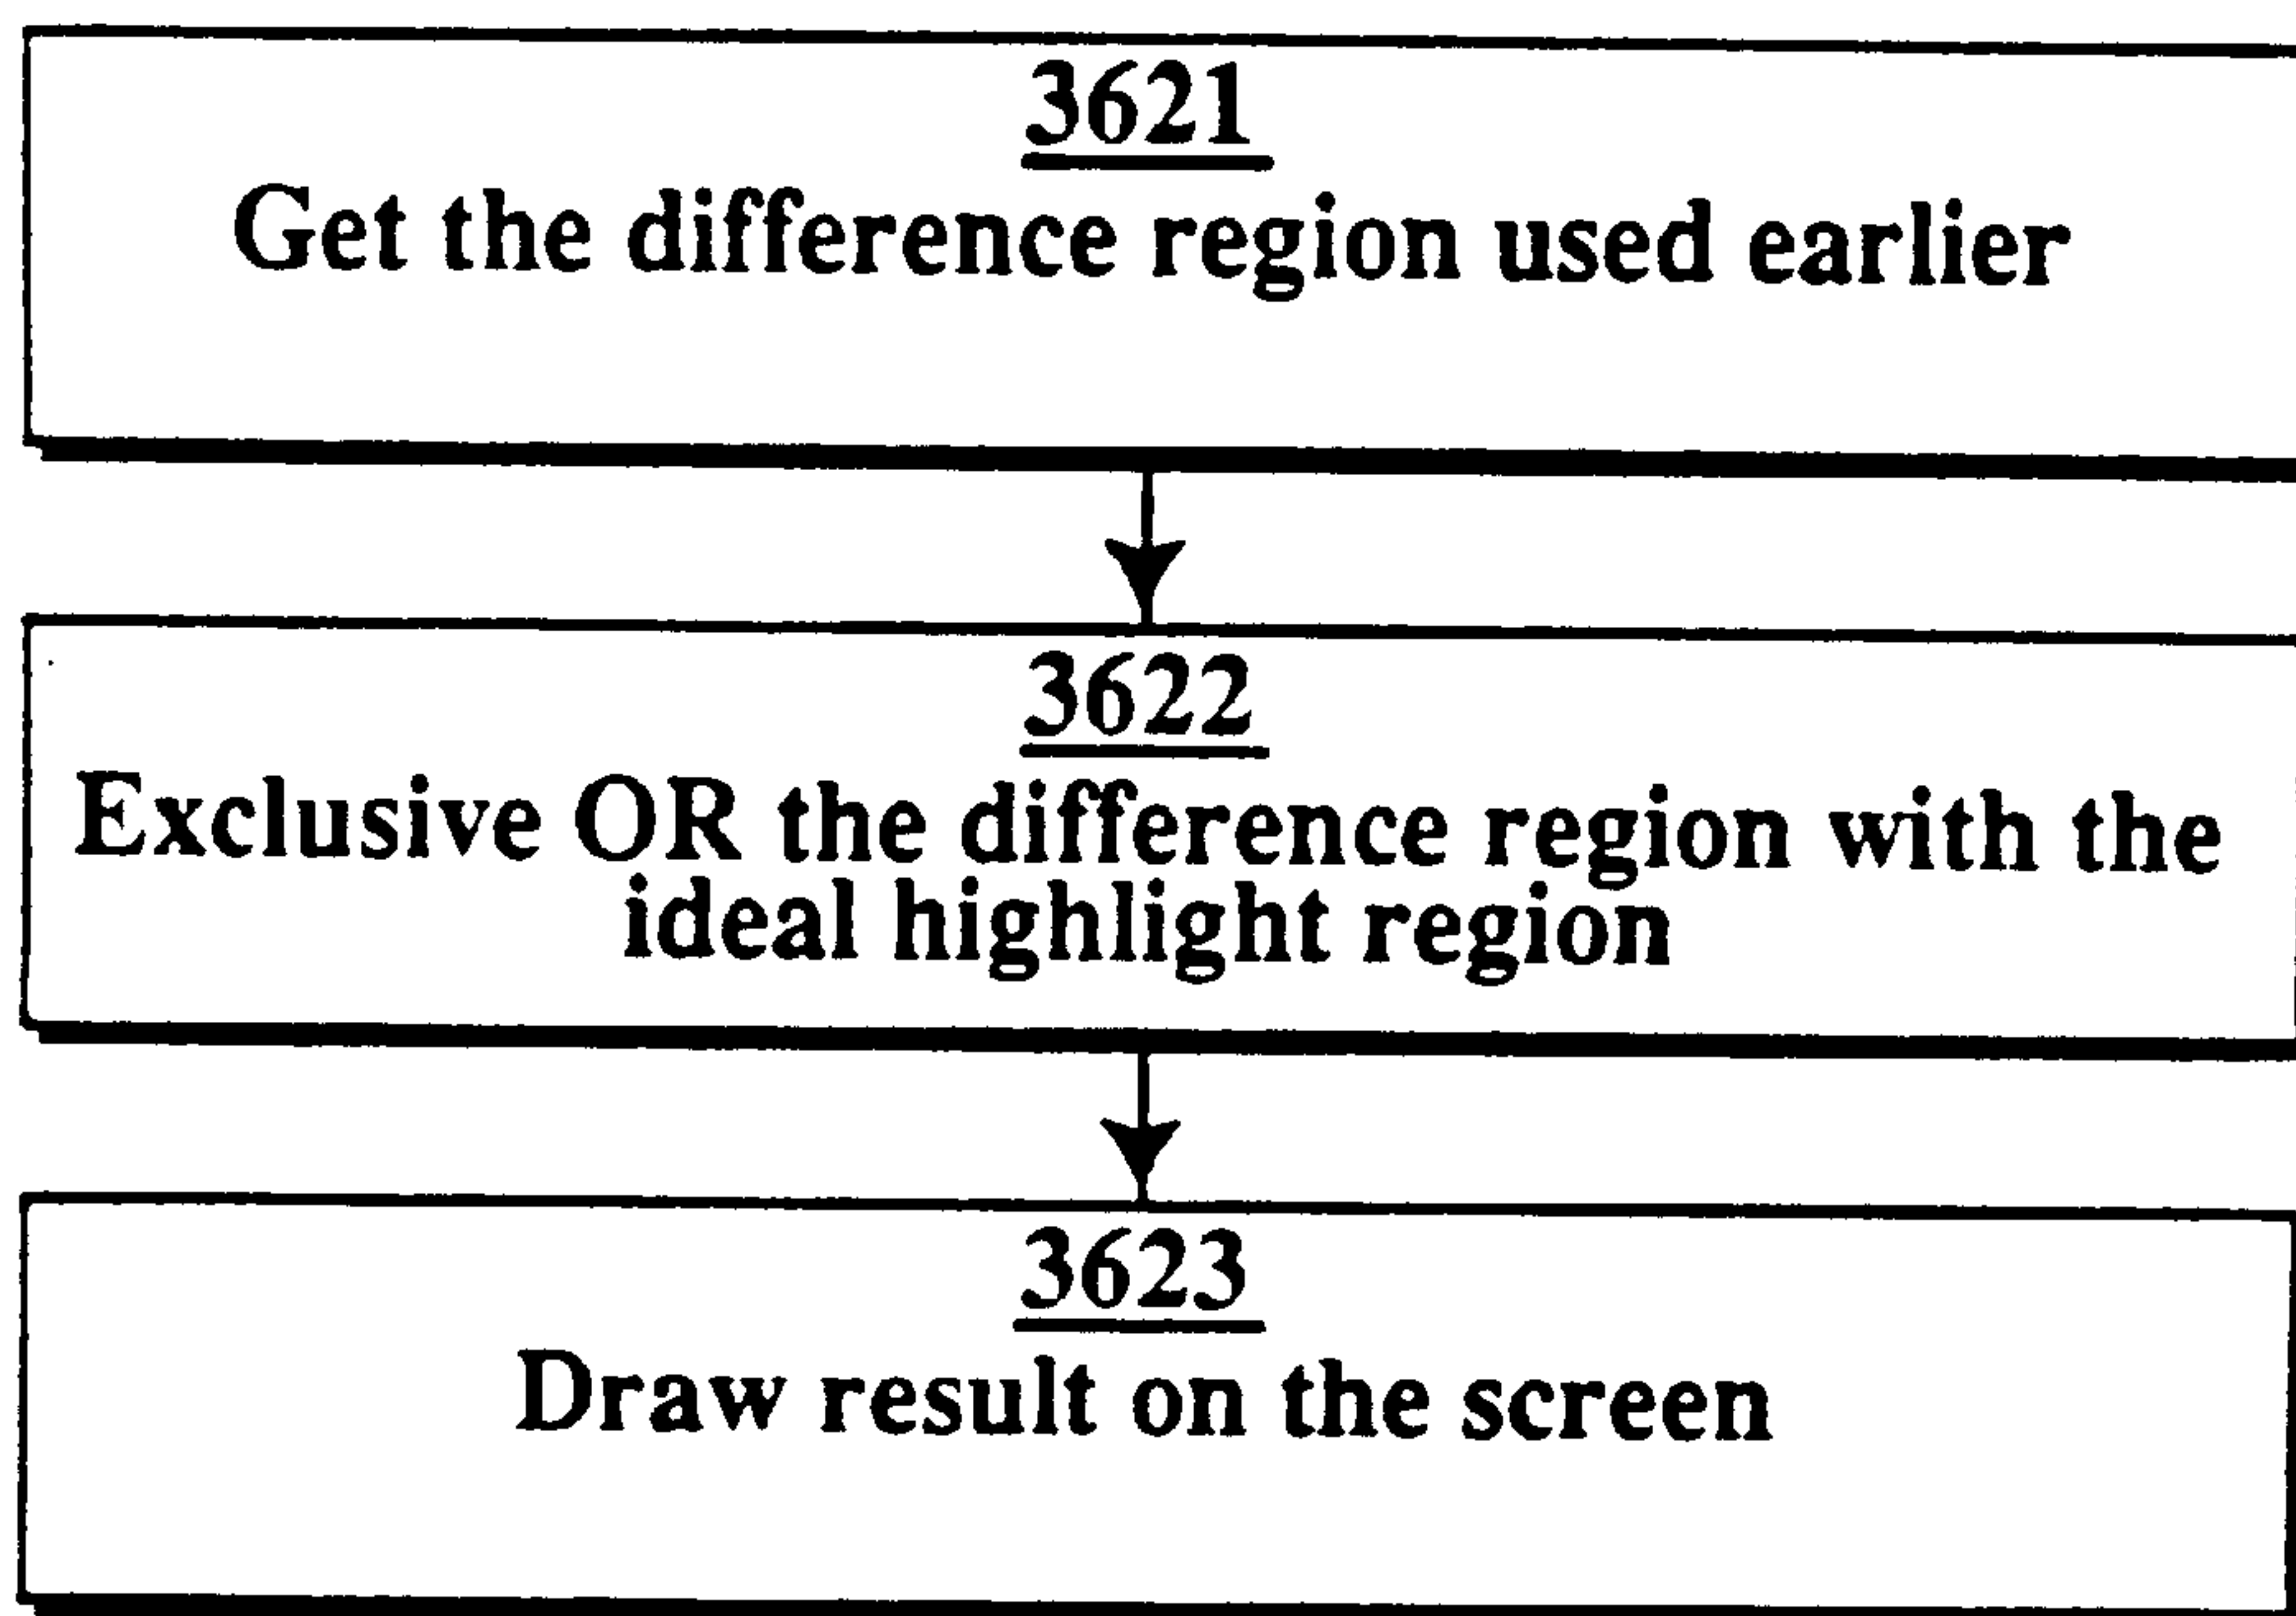 3621
Get the difference region used earlier
3622
Exclusive OR the difference region with the
ideal highlight region
3623
Draw result on the screen